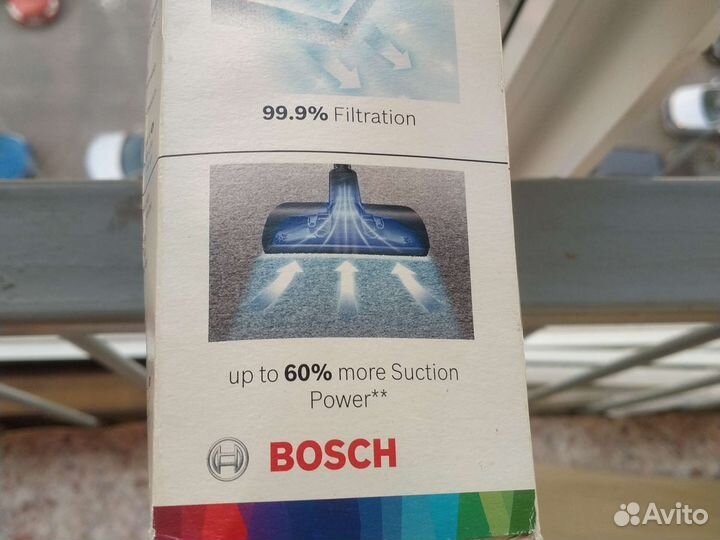 99.9% Filtration
up to 60% more Suction
Power**
BOSCH
Avito